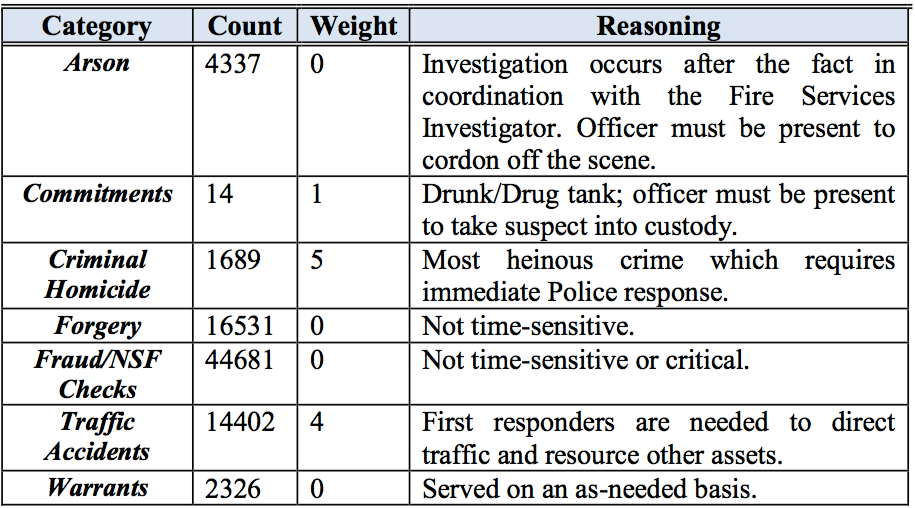 Category Count Weight Reasoning
Arson 4337 0 Investigation occurs after the fact in
coordination with the Fire Services
Investigator. Officer must be present to
cordon off the scene.
Commitments 14 1 Drunk/Drug tank; officer must be present
to take suspect into custody.
Criminal 1689 5 Most heinous crime which requires
Homicide immediate Police response.
Forgery 16531 0 Not time-sensitive.
Fraud/NSF 44681 0 Not time-sensitive or critical.
Checks
Traffic 14402 4 First responders are needed to direct
Accidents traffic and resource other assets.
Warrants 2326 0 Served on an as-needed basis.